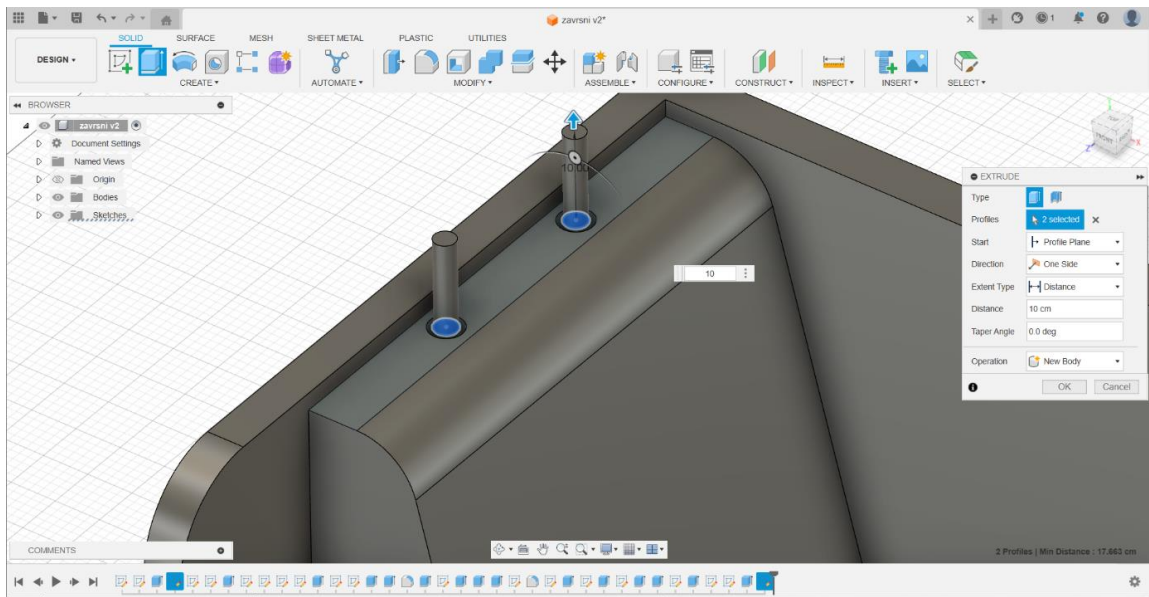 zavrsni v2*
1
DESIGN
SOLID SURFACE MESH SHEET METAL PLASTIC UTILITIES
CREATE AUTOMATE MODIFY ASSEMBLE CONFIGURE CONSTRUCT INSPECT INSERT SELECT
BROWSER
zavrsni v2
Document Settings
Named Views
Origin
Bodies
Sketches
10.00
10
RIGHT
Z
X
EXTRUDE
Type
Profiles 2 selected
Start Profile Plane
Direction One Side
Extent Type Distance
Distance 10 cm
Taper Angle 0.0 deg
Operation New Body
OK Cancel
COMMENTS
2 Profiles | Min Distance : 17.663 cm